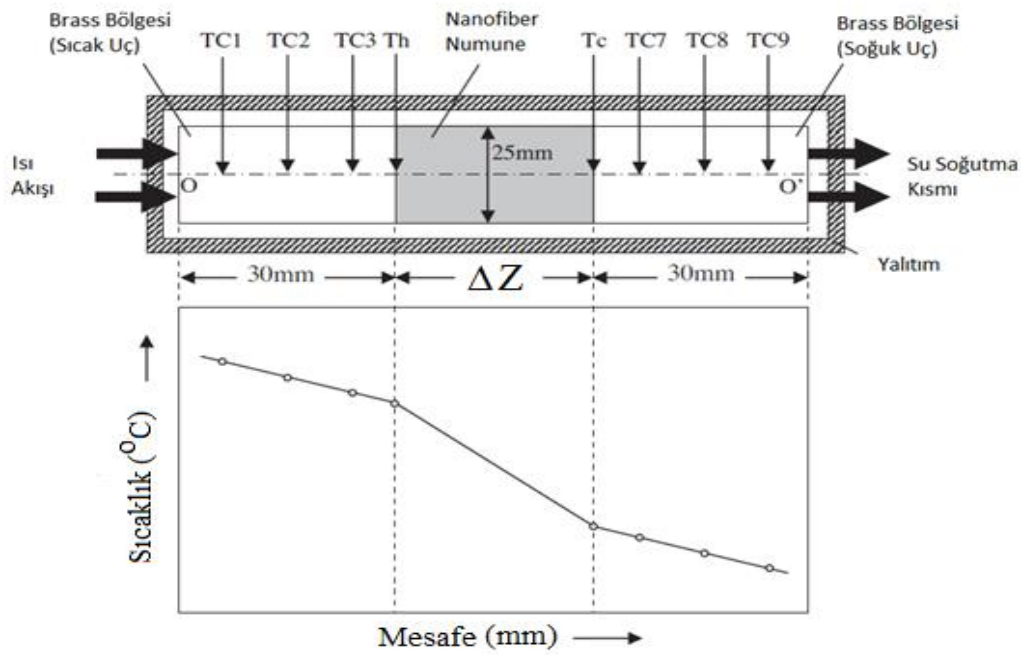 Brass Bölgesi
(Sıcak Uç)
Nanofiber
Numune
Brass Bölgesi
(Soğuk Uç)
TC1 TC2 TC3 Th
Tc TC7 TC8 TC9
25mm
Isı
Akışı
O
O'
Su Soğutma
Kısmı
Yalıtım
30mm
ΔZ
30mm
Sıcaklık (⁰C)
Mesafe (mm)